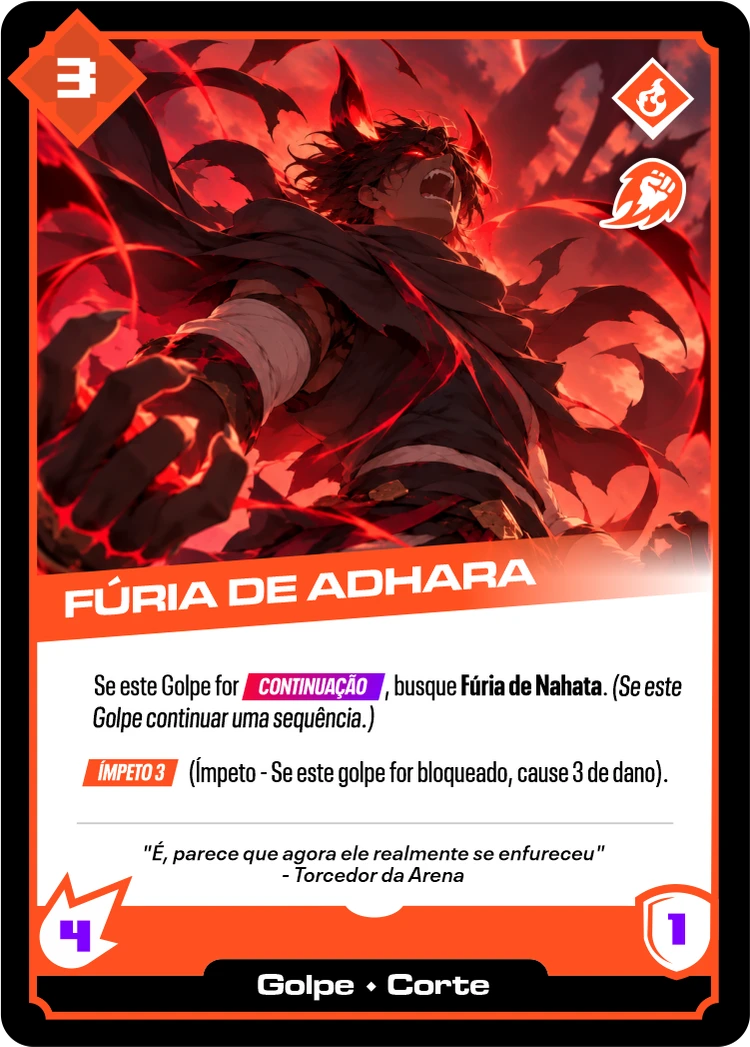 3
FÚRIA DE ADHARA
Se este Golpe for CONTINUAÇÃO, busque Fúria de Nahata. (Se este
Golpe continuar uma sequência.)
ÍMPETO 3 (Ímpeto - Se este golpe for bloqueado, cause 3 de dano).
"É, parece que agora ele realmente se enfureceu"
- Torcedor da Arena
4
1
Golpe • Corte